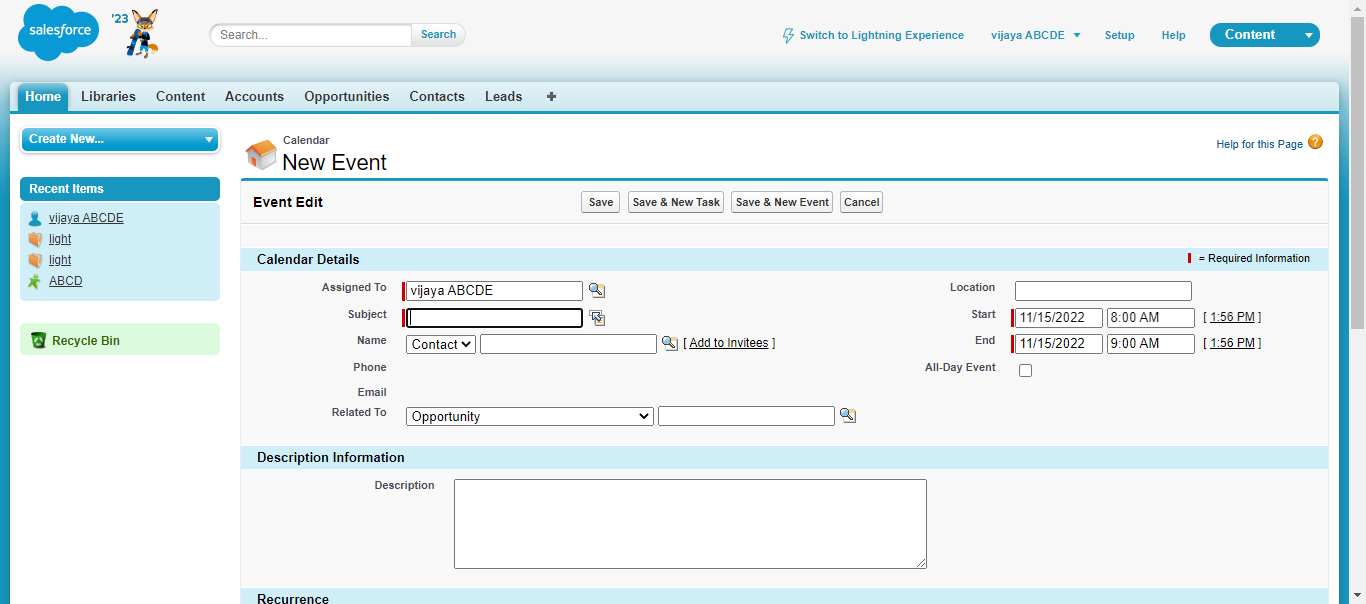 salesforce
'23
Search...
Search
Switch to Lightning Experience
vijaya ABCDE
Setup
Help
Content
Home
Libraries
Content
Accounts
Opportunities
Contacts
Leads
+
Create New...
Recent Items
vijaya ABCDE
light
light
ABCD
Recycle Bin
Calendar
New Event
Help for this Page ?
Event Edit
Save
Save & New Task
Save & New Event
Cancel
Calendar Details
= Required Information
Assigned To vijaya ABCDE
Location
Subject
Start 11/15/2022 8:00 AM [ 1:56 PM ]
Name Contact [ Add to Invitees ]
End 11/15/2022 9:00 AM [ 1:56 PM ]
Phone
All-Day Event
Email
Related To Opportunity
Description Information
Description
Recurrence